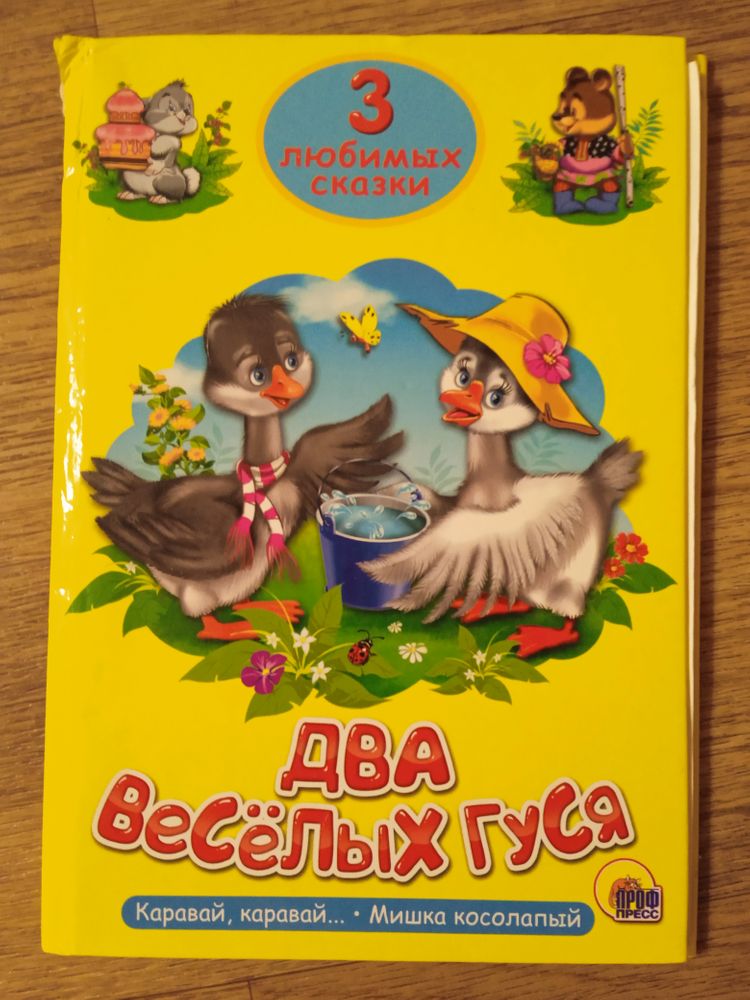 3
любимых
сказки
ДВА
ВЕСЁЛЫХ ГУСЯ
Каравай, каравай... • Мишка косолапый
ПРОФ
ПРЕСС